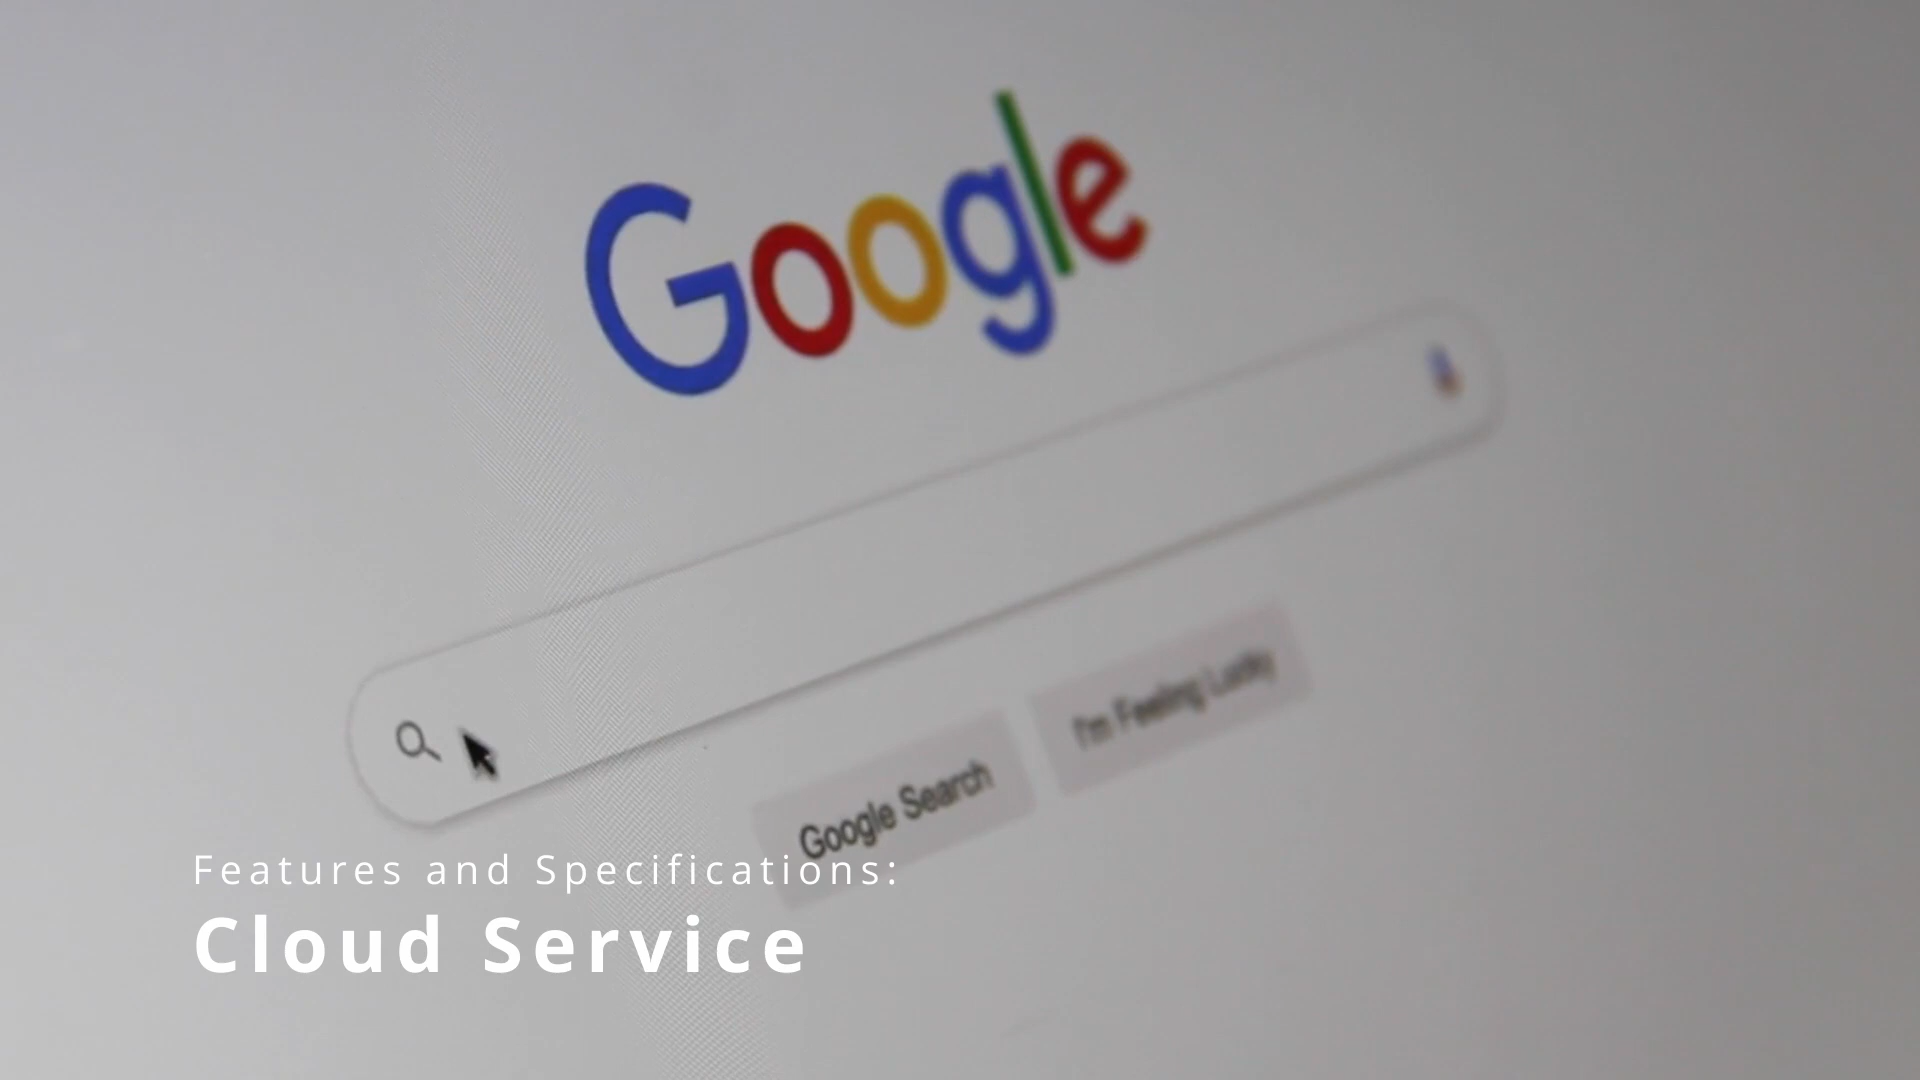 Google
Google Search
I'm Feeling Lucky
Features and Specifications:
Cloud Service